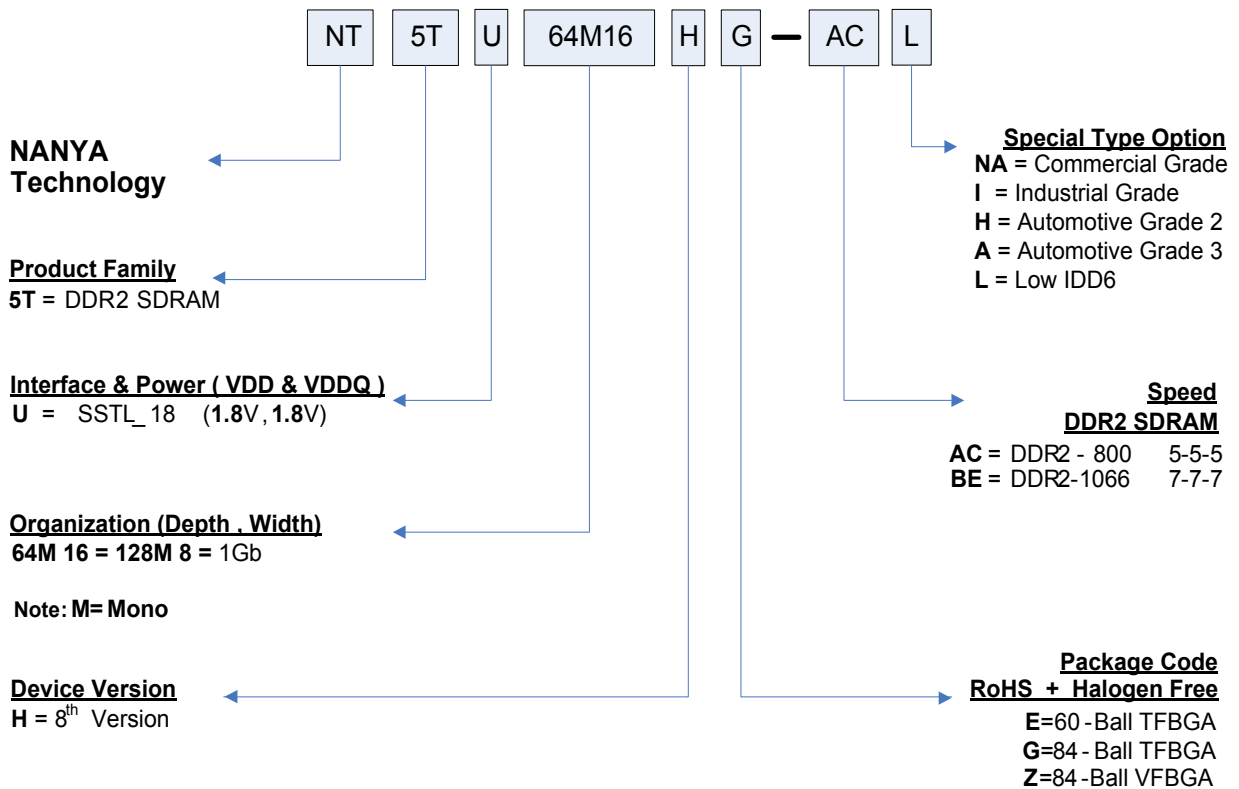 NT 5T U 64M16 H G — AC L
NANYA
Technology
Product Family
5T = DDR2 SDRAM
Interface & Power ( VDD & VDDQ )
U = SSTL_ 18 (1.8V, 1.8V)
Organization (Depth , Width)
64M 16 = 128M 8 = 1Gb
Note: M= Mono
Device Version
H = 8th Version
Special Type Option
NA = Commercial Grade
I = Industrial Grade
H = Automotive Grade 2
A = Automotive Grade 3
L = Low IDD6
Speed
DDR2 SDRAM
AC = DDR2 - 800 5-5-5
BE = DDR2-1066 7-7-7
Package Code
RoHS + Halogen Free
E=60 -Ball TFBGA
G=84 - Ball TFBGA
Z=84 -Ball VFBGA